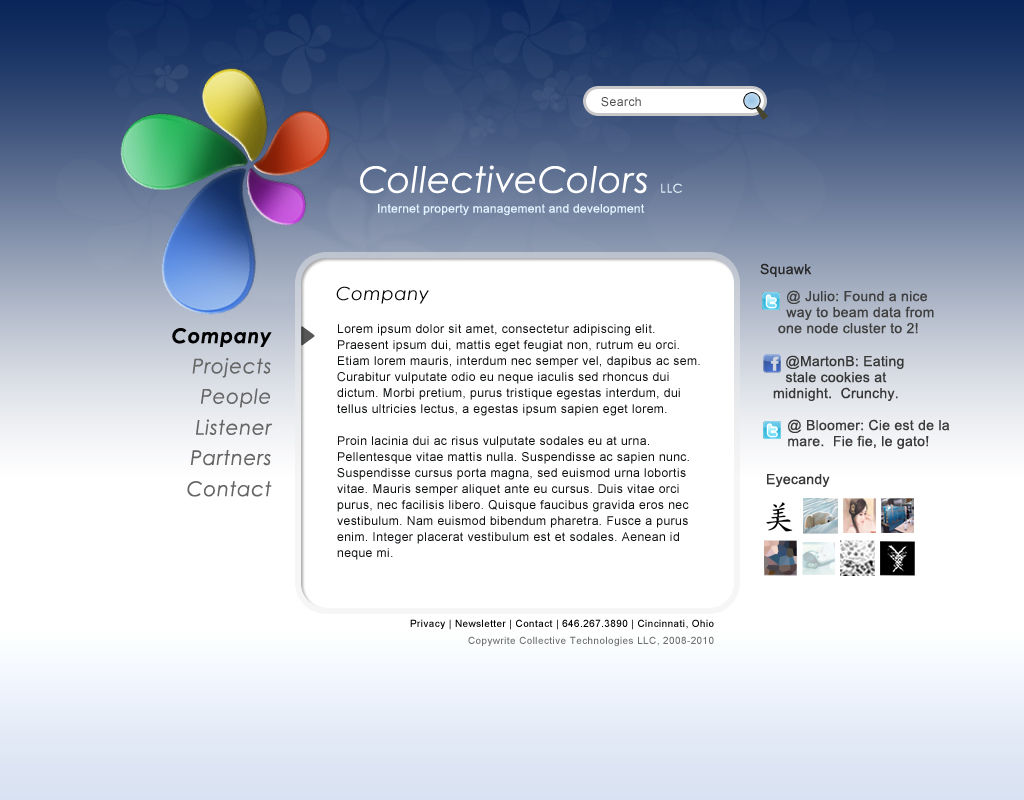 Search
CollectiveColors LLC
Internet property management and development
Company
Projects
People
Listener
Partners
Contact
Company
Lorem ipsum dolor sit amet, consectetur adipiscing elit.
Praesent ipsum dui, mattis eget feugiat non, rutrum eu orci.
Etiam lorem mauris, interdum nec semper vel, dapibus ac sem.
Curabitur vulputate odio eu neque iaculis sed rhoncus dui
dictum. Morbi pretium, purus tristique egestas interdum, dui
tellus ultricies lectus, a egestas ipsum sapien eget lorem.
Proin lacinia dui ac risus vulputate sodales eu at urna.
Pellentesque vitae mattis nulla. Suspendisse ac sapien nunc.
Suspendisse cursus porta magna, sed euismod urna lobortis
vitae. Mauris semper aliquet ante eu cursus. Duis vitae orci
purus, nec facilisis libero. Quisque faucibus gravida eros nec
vestibulum. Nam euismod bibendum pharetra. Fusce a purus
enim. Integer placerat vestibulum est et sodales. Aenean id
neque mi.
Squawk
@ Julio: Found a nice
way to beam data from
one node cluster to 2!
@MartonB: Eating
stale cookies at
midnight.  Crunchy.
@ Bloomer: Cie est de la
mare.  Fie fie, le gato!
Eyecandy
美
Privacy | Newsletter | Contact | 646.267.3890 | Cincinnati, Ohio
Copywrite Collective Technologies LLC, 2008-2010